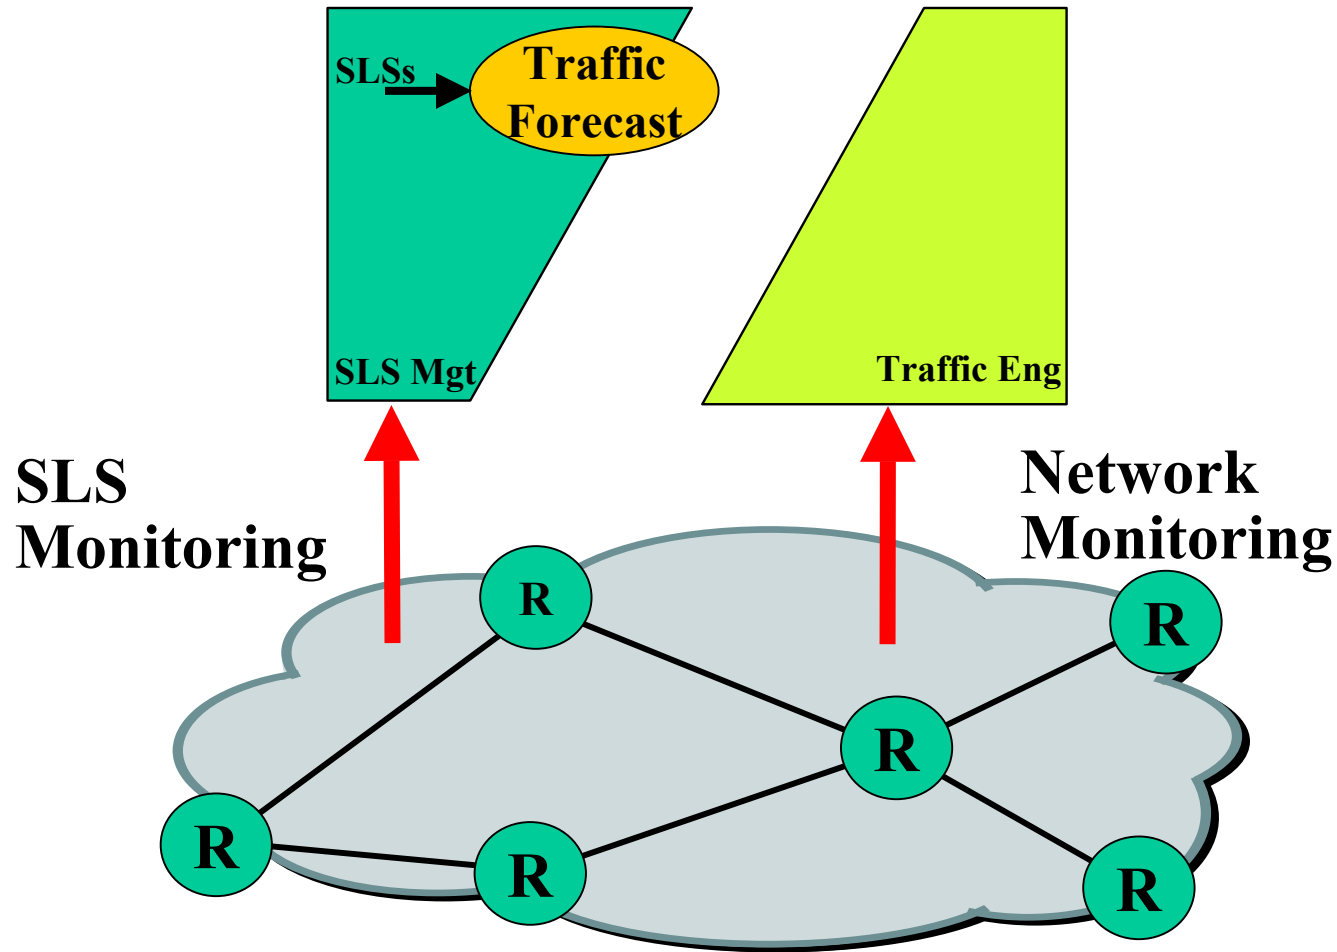 SLSs
Traffic
Forecast
SLS Mgt
Traffic Eng
SLS
Monitoring
Network
Monitoring
R
R
R
R
R
R